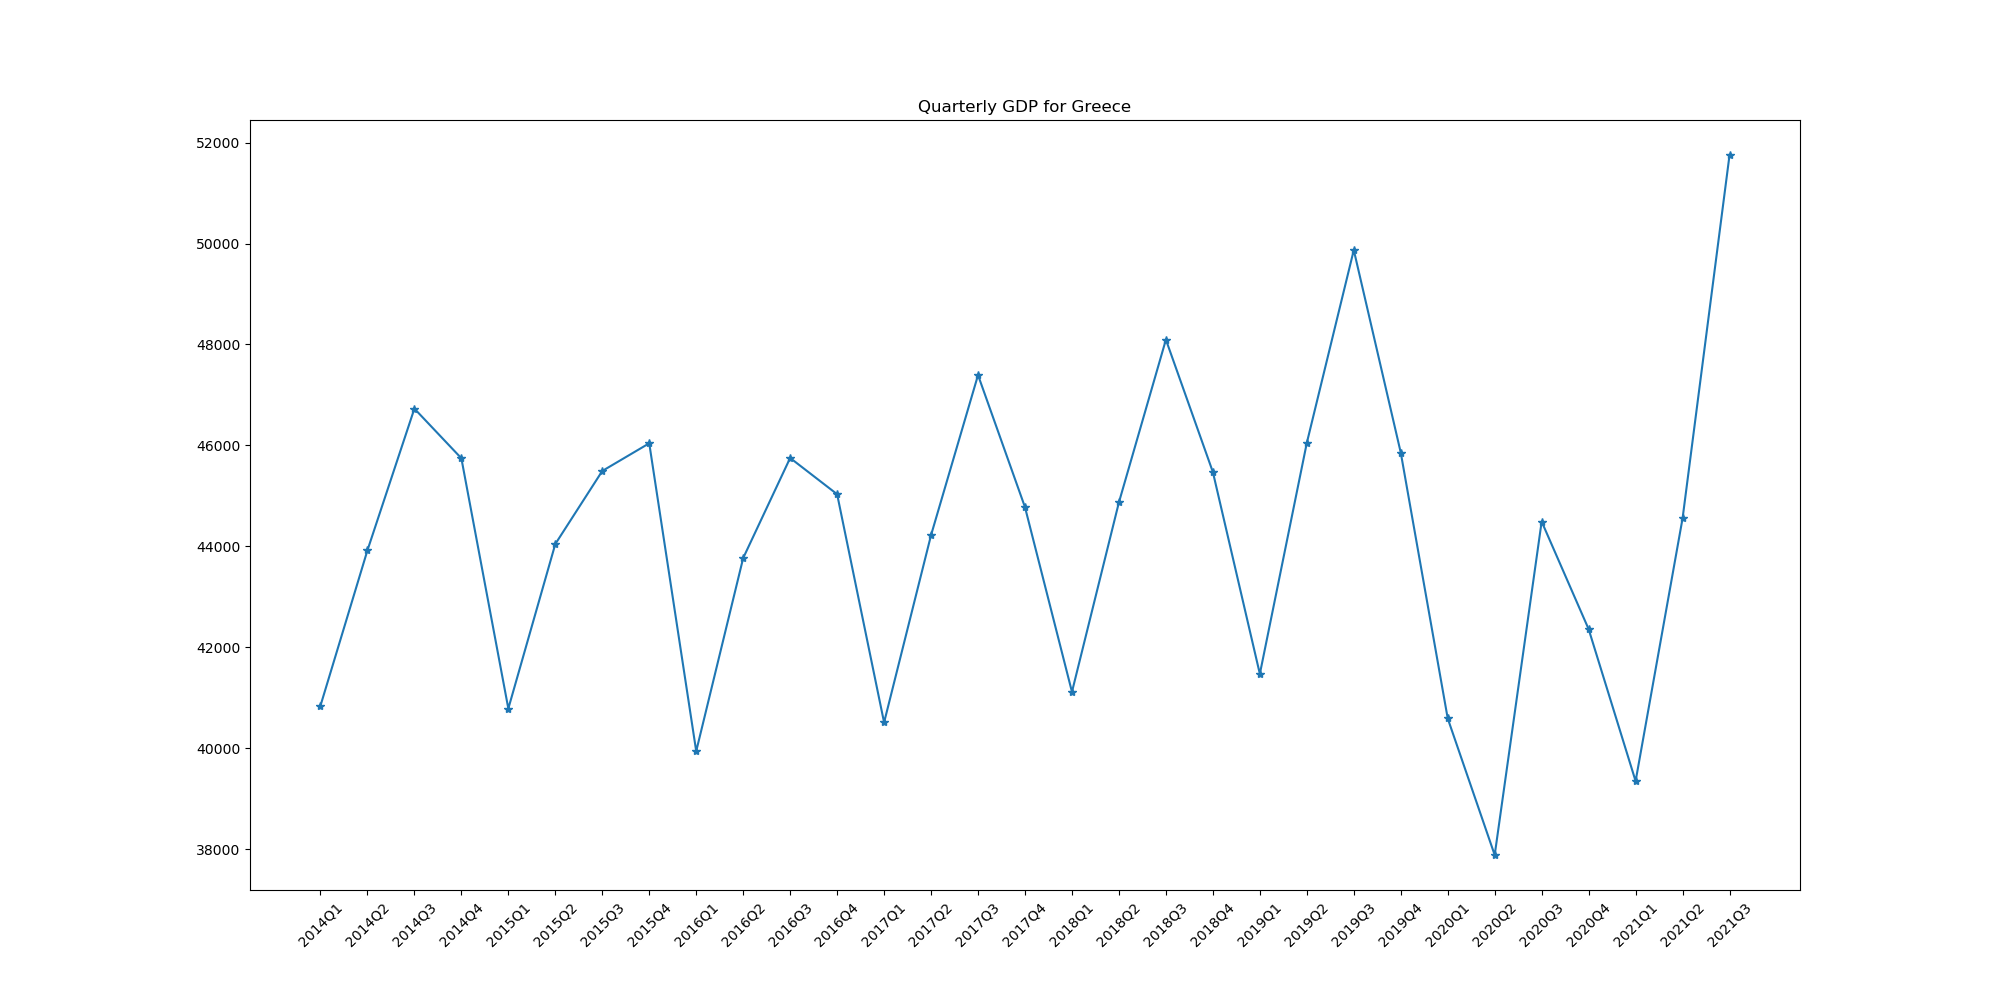 Quarterly GDP for Greece
52000
50000
48000
46000
44000
42000
40000
38000
2014Q1
2014Q2
2014Q3
2014Q4
2015Q1
2015Q2
2015Q3
2015Q4
2016Q1
2016Q2
2016Q3
2016Q4
2017Q1
2017Q2
2017Q3
2017Q4
2018Q1
2018Q2
2018Q3
2018Q4
2019Q1
2019Q2
2019Q3
2019Q4
2020Q1
2020Q2
2020Q3
2020Q4
2021Q1
2021Q2
2021Q3